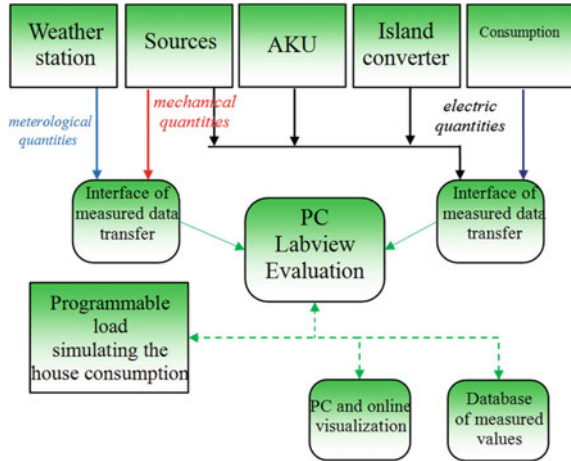 Weather
station
Sources
AKU
Island
converter
Consumption
meterological
quantities
mechanical
quantities
electric
quantities
Interface of
measured data
transfer
PC
Labview
Evaluation
Interface of
measured data
transfer
Programmable
load
simulating the
house consumption
PC and online
visualization
Database
of measured
values